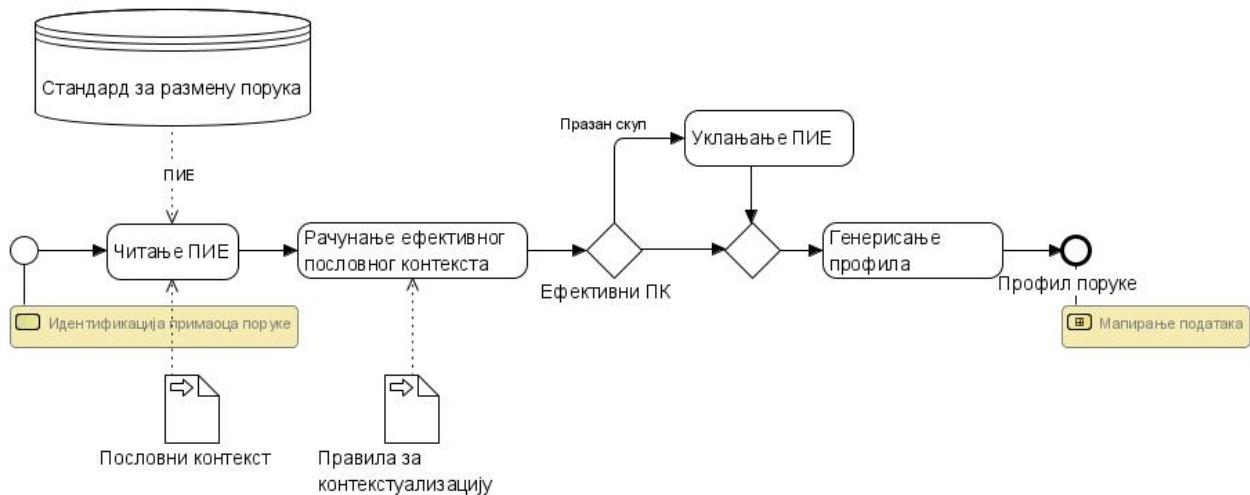 Стандард за размену порука
ПИЕ
Празан скуп
Уклањање ПИЕ
Читање ПИЕ
Рачунање ефективног
пословног контекста
Ефективни ПК
Генерисање
профила
Профил поруке
Идентификација примаоца поруке
Мапирање података
Пословни контекст
Правила за
контекстуализацију